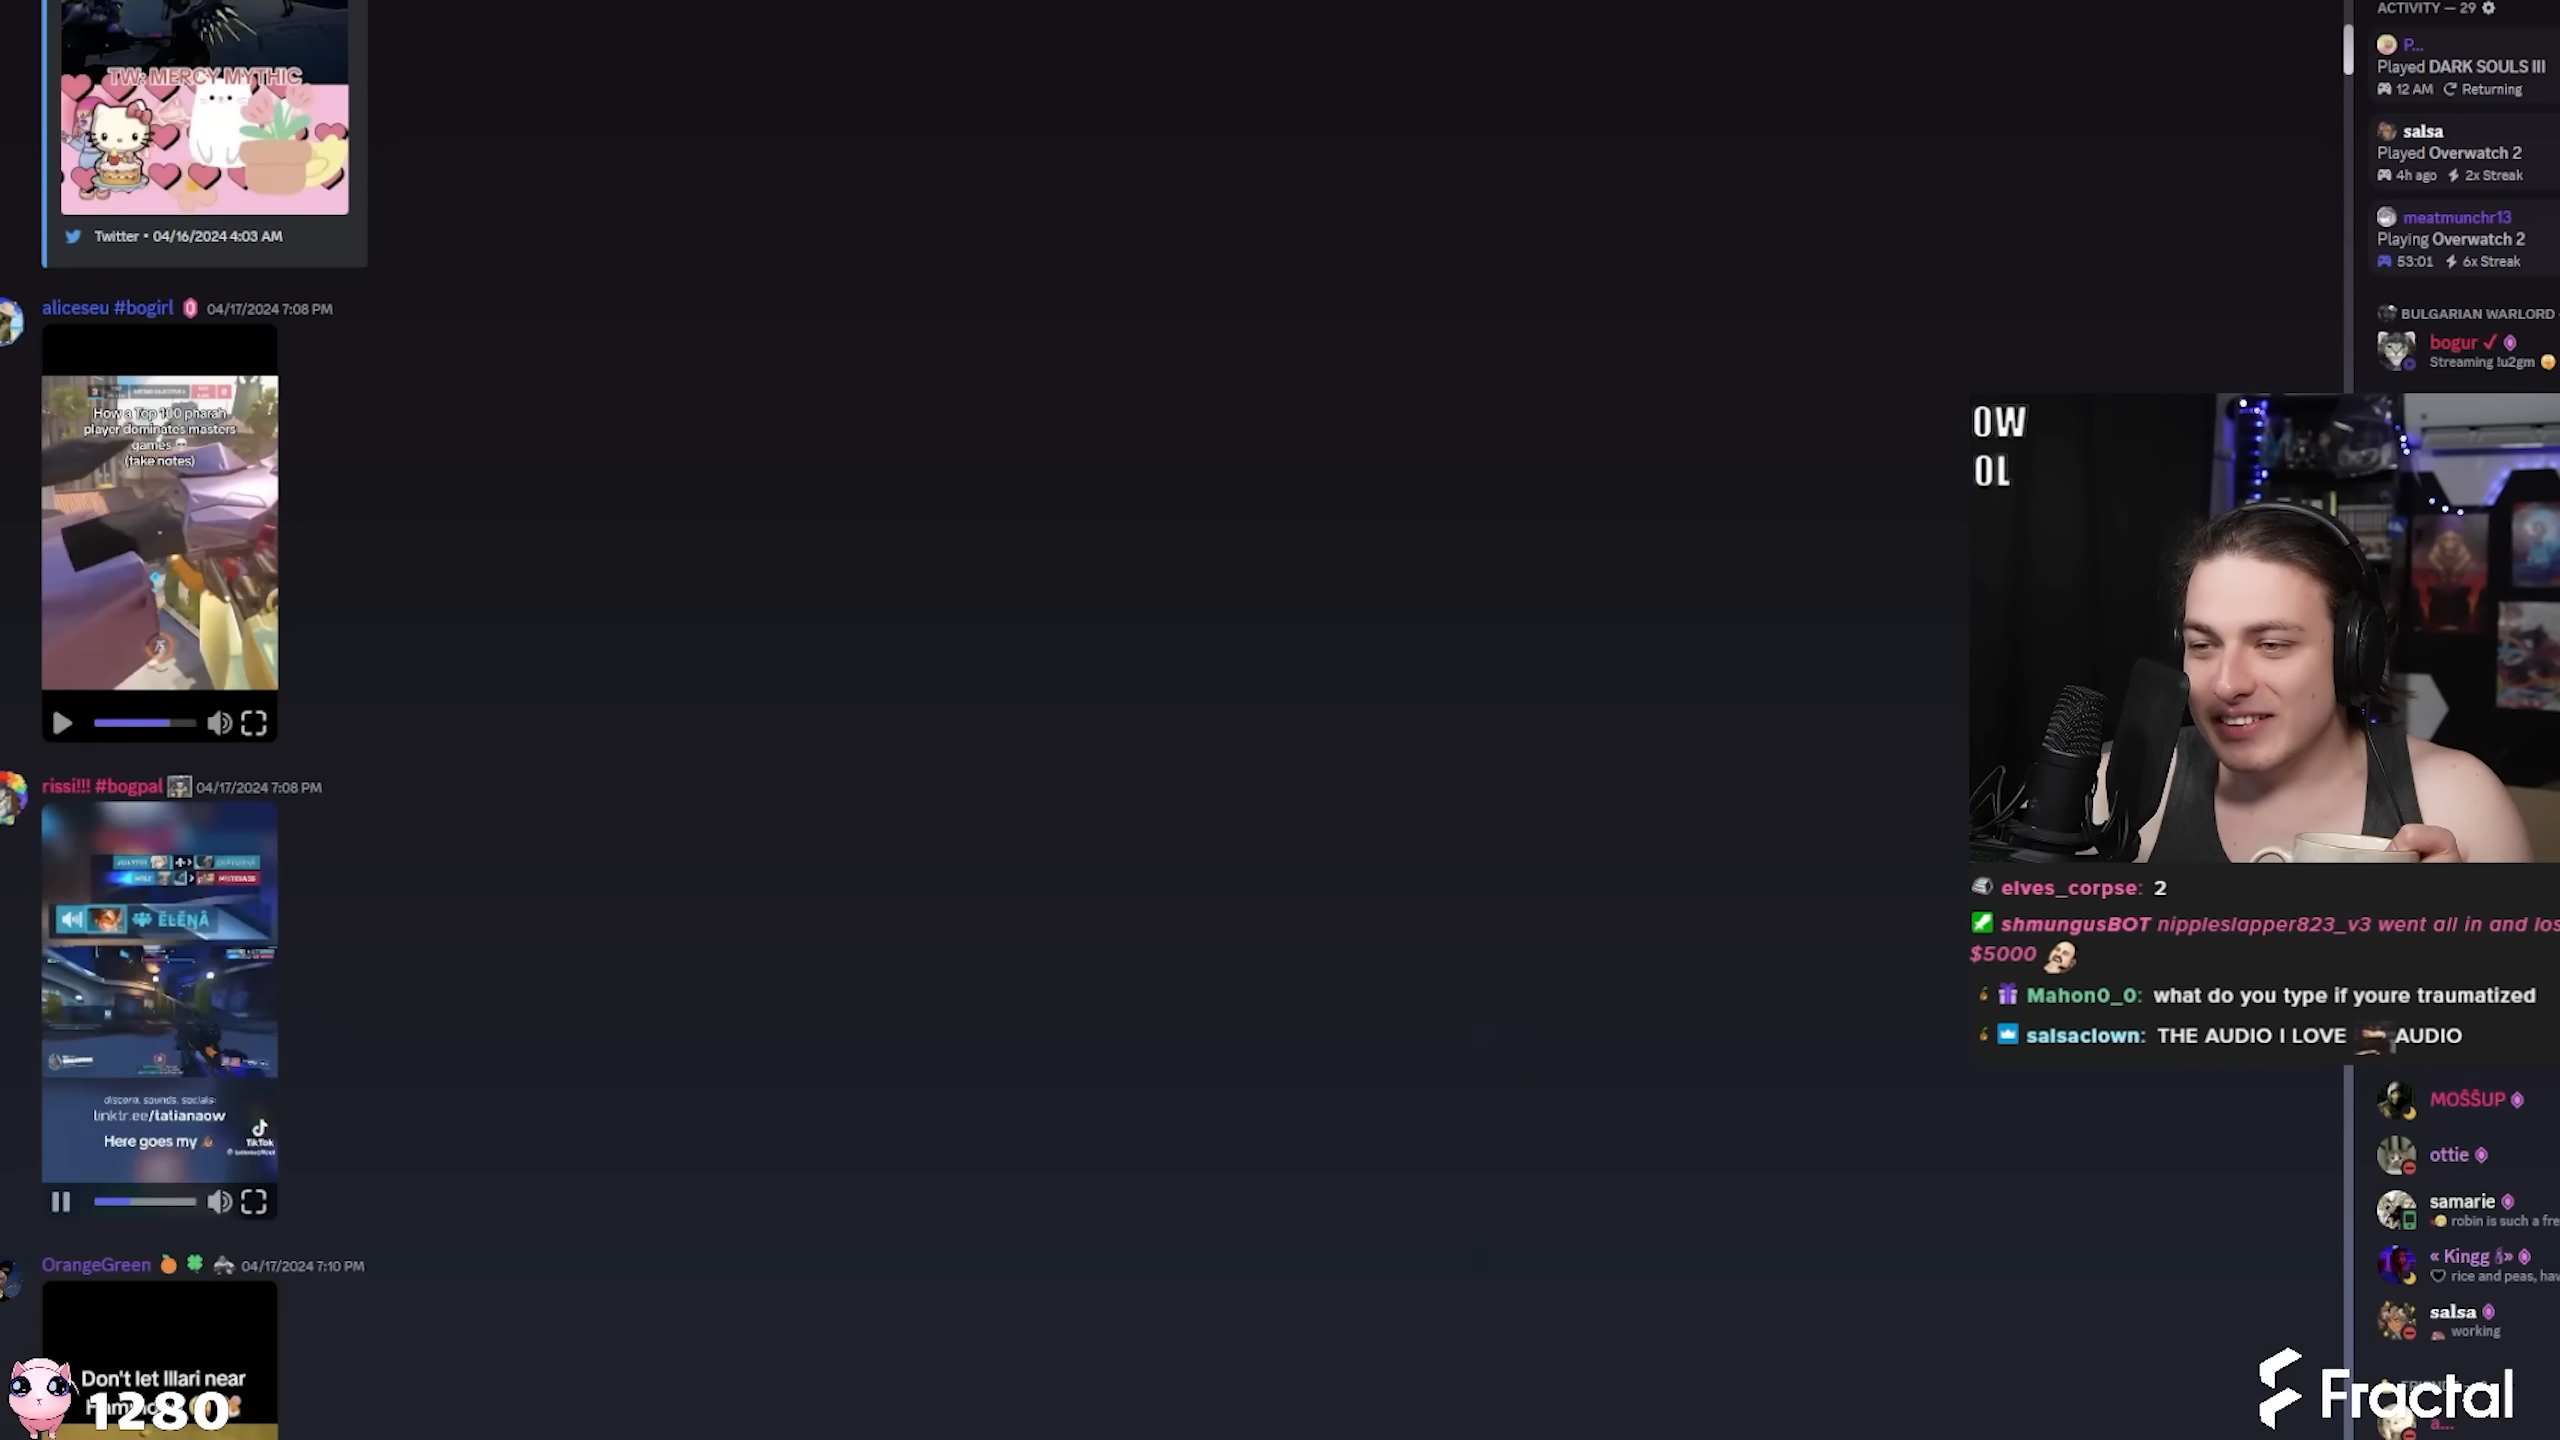 TW: MERCY MYTHIC
Twitter • 04/16/2024 4:03 AM
aliceseu #bogirl 04/17/2024 7:08 PM
How a Top 100 pharah
player dominates masters
games
(take notes)
rissi!!! #bogpal 04/17/2024 7:08 PM
ĔLĔŅÂ
discord, sounds, socials:
linktr.ee/tatianaow
Here goes my
TikTok
OrangeGreen 04/17/2024 7:10 PM
Don't let Illari near
1280
ACTIVITY — 29
P...
Played DARK SOULS III
12 AM Returning
salsa
Played Overwatch 2
4h ago 2x Streak
meatmunchr13
Playing Overwatch 2
53:01 6x Streak
BULGARIAN WARLORD
bogur ✓
Streaming !u2gm
0W
0L
elves_corpse: 2
shmungusBOT nippleslapper823_v3 went all in and los
$5000
Mahon0_0: what do you type if youre traumatized
salsaclown: THE AUDIO I LOVE AUDIO
MOŜŜUP
ottie
samarie
robin is such a fre
« Kingg »
rice and peas, hav
salsa
working
Fractal
a...